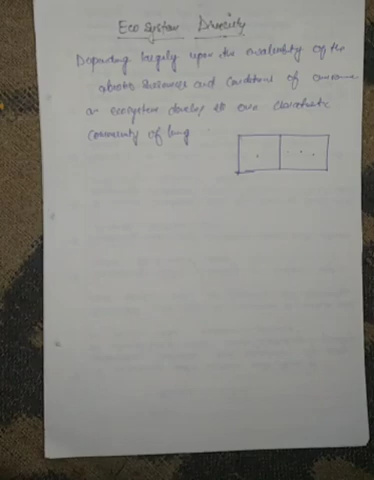 Eco system Diversity
Depending largely upon the availability of the
abiotic resources and conditions of
an ecosystem develop its own characteristic
community of living